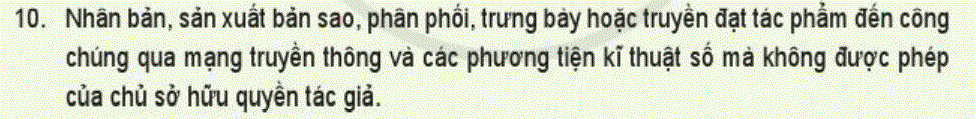 10. Nhân bản, sản xuất bản sao, phân phối, trưng bày hoặc truyền đạt tác phẩm đến công
chúng qua mạng truyền thông và các phương tiện kĩ thuật số mà không được phép
của chủ sở hữu quyền tác giả.